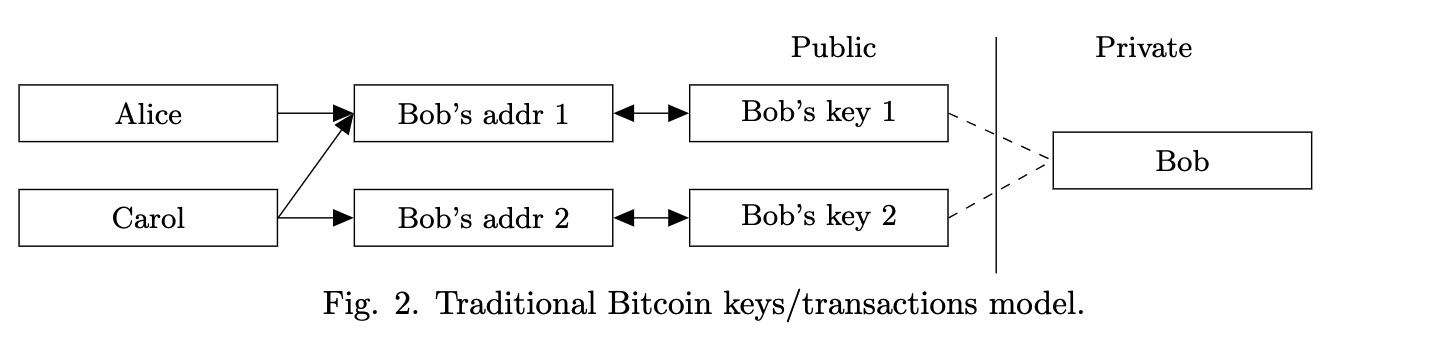 Public Private
Alice Bob's addr 1 Bob's key 1
Bob
Carol Bob's addr 2 Bob's key 2
Fig. 2. Traditional Bitcoin keys/transactions model.